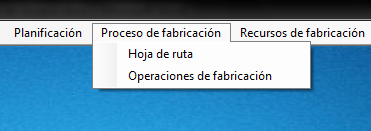 Planificación Proceso de fabricación Recursos de fabricación
Hoja de ruta
Operaciones de fabricación